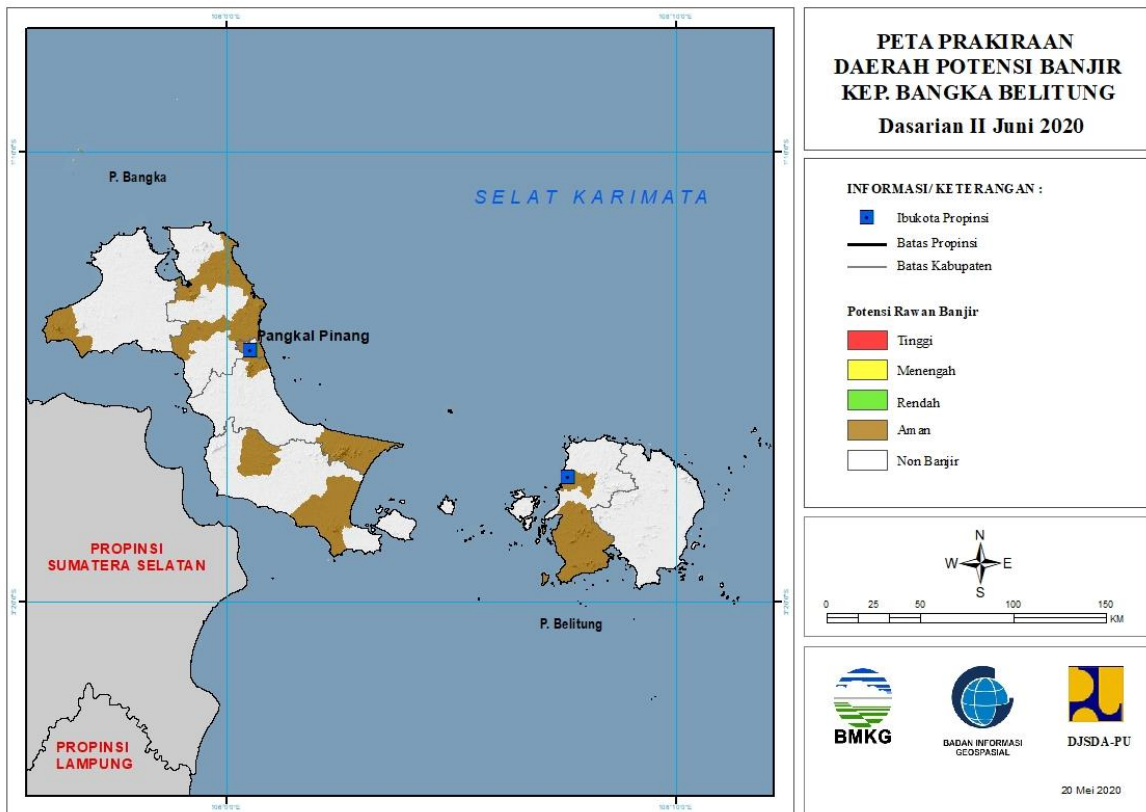 PETA PRAKIRAAN
DAERAH POTENSI BANJIR
KEP. BANGKA BELITUNG
Dasarian II Juni 2020
INFORMASI/ KETERANGAN :
Ibukota Propinsi
Batas Propinsi
Batas Kabupaten
Potensi Rawan Banjir
Tinggi
Menengah
Rendah
Aman
Non Banjir
N
W E
S
0 25 50 100 150
KM
BMKG
BADAN INFORMASI
GEOSPASIAL
DJSDA-PU
20 Mei 2020
P. Bangka
SELAT KARIMATA
Pangkal Pinang
PROPINSI
SUMATERA SELATAN
P. Belitung
PROPINSI
LAMPUNG